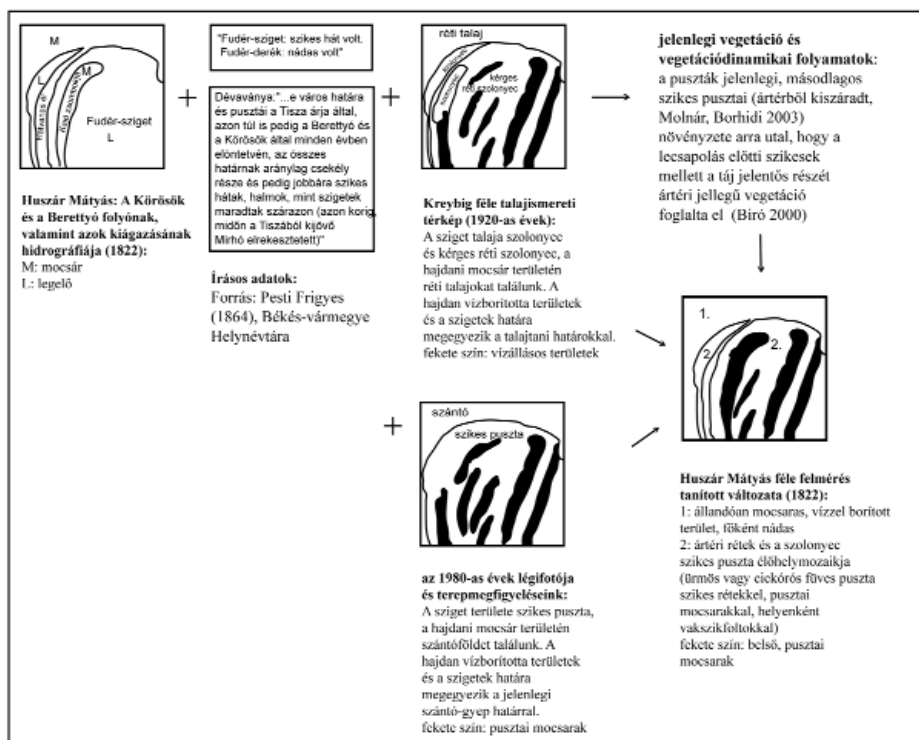 M
L
M
Fudér-sziget
L
Huszár Mátyás: A Körösök
és a Berettyó folyónak,
valamint azok kiágazásának
hidrográfiája (1822):
M: mocsár
L: legelő
+
"Fudér-sziget: szikes hát volt.
Fudér-derék: nádas volt"
Dévaványa:"...e város határa
és pusztái a Tisza árja által,
azon túl is pedig a Berettyó és
a Körösök által minden évben
elöntetvén, az összes
határnak aránylag csekély
része és pedig jobbára szikes
hátak, halmok, mint szigetek
maradtak szárazon (azon korig,
midőn a Tiszából kijövő
Mirhó elrekesztetett)"
Írásos adatok:
Forrás: Pesti Frigyes
(1864), Békés-vármegye
Helynévtára
+
réti talaj
szolonyec
kérges
réti szolonyec
Kreybig féle talajismereti
térkép (1920-as évek):
A sziget talaja szolonyec
és kérges réti szolonyec, a
hajdani mocsár területén
réti talajokat találunk. A
hajdan vízborította területek
és a szigetek határa
megegyezik a talajtani határokkal.
fekete szín: vízállásos területek
jelenlegi vegetáció és
vegetációdinamikai folyamatok:
a puszták jelenlegi, másodlagos
szikes pusztai (ártérből kiszáradt,
Molnár, Borhidi 2003)
növényzete arra utal, hogy a
lecsapolás előtti szikesek
mellett a táj jelentős részét
ártéri jellegű vegetáció
foglalta el (Biró 2000)
+
szántó
szikes puszta
az 1980-as évek légifotója
és terepmegfigyeléseink:
A sziget területe szikes puszta,
a hajdani mocsár területén
szántóföldet találunk. A
hajdan vízborította területek
és a szigetek határa
megegyezik a jelenlegi
szántó-gyep határral.
fekete szín: pusztai mocsarak
1.
2.
2.
Huszár Mátyás féle felmérés
tanított változata (1822):
1: állandóan mocsaras, vízzel borított
terület, főként nádas
2: ártéri rétek és a szolonyec
szikes puszta élőhelymozaikja
(ürmös vagy cickórós füves puszta
szikes rétekkel, pusztai
mocsarakkal, helyenként
vakszikfoltokkal)
fekete szín: belső, pusztai
mocsarak